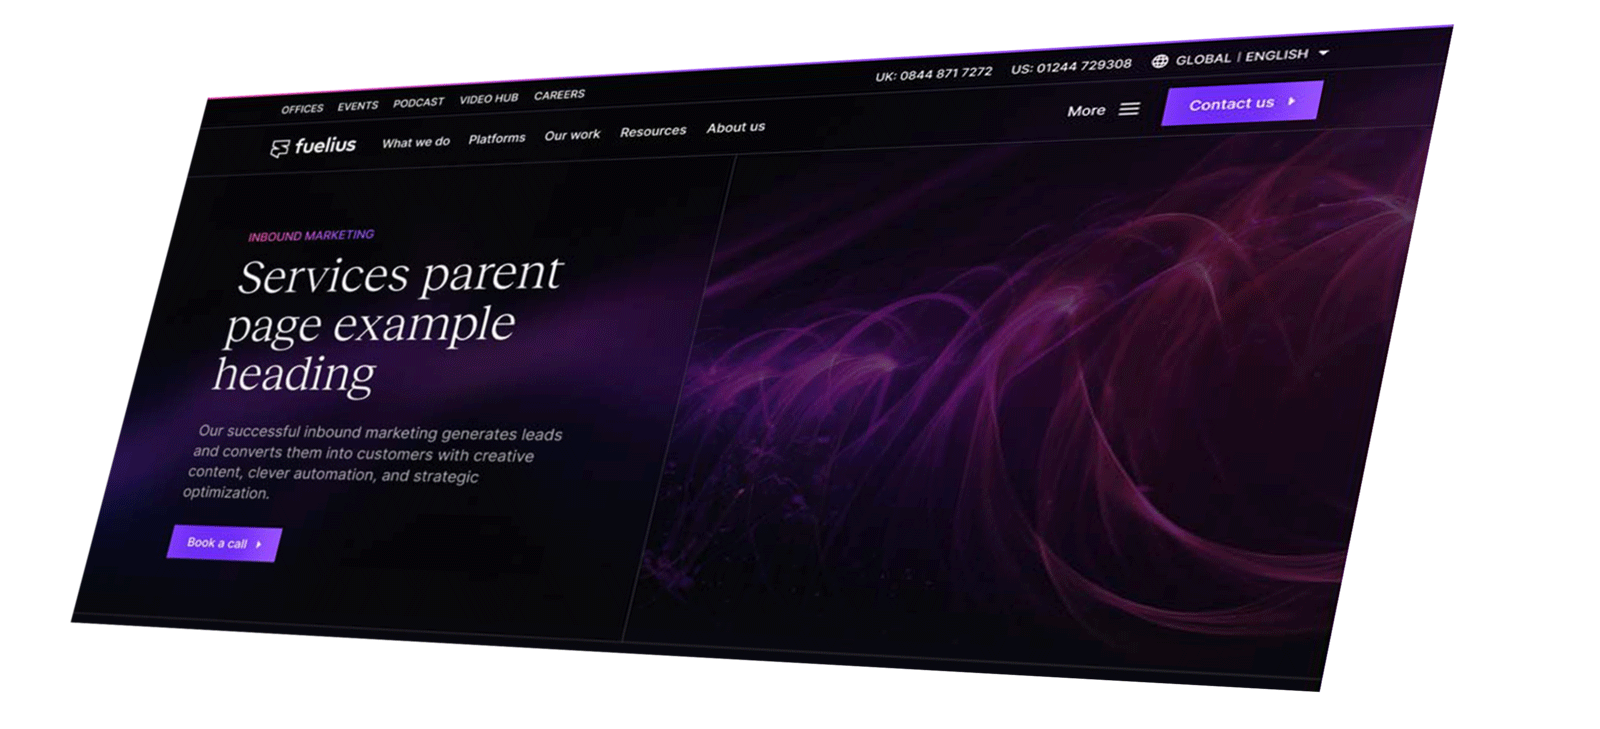 OFFICES EVENTS PODCAST VIDEO HUB CAREERS UK: 0844 871 7272 US: 01244 729308 GLOBAL | ENGLISH
fuelius What we do Platforms Our work Resources About us More Contact us
INBOUND MARKETING
Services parent
page example
heading
Our successful inbound marketing generates leads
and converts them into customers with creative
content, clever automation, and strategic
optimization.
Book a call